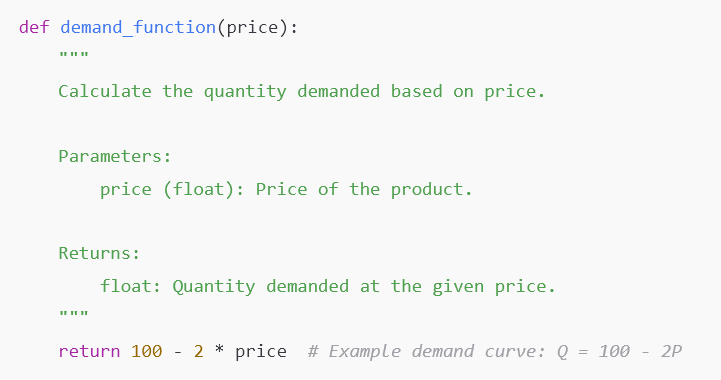 def demand_function(price):
    """
    Calculate the quantity demanded based on price.

    Parameters:
        price (float): Price of the product.

    Returns:
        float: Quantity demanded at the given price.
    """
    return 100 - 2 * price  # Example demand curve: Q = 100 - 2P